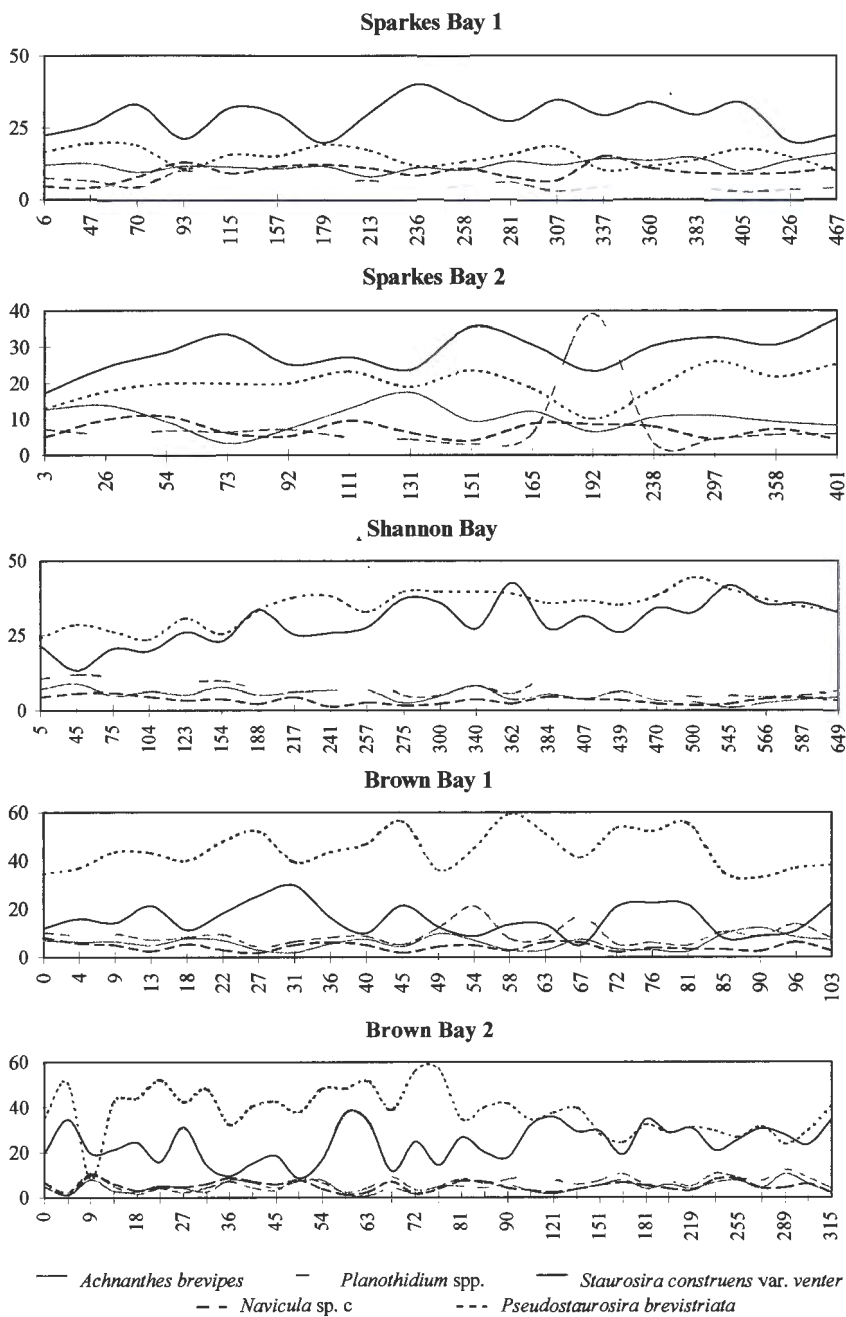 Sparkes Bay 1
50
25
0
6 47 70 93 115 157 179 213 236 258 281 307 337 360 383 405 426 467
Sparkes Bay 2
40
30
20
10
0
3 26 54 73 92 111 131 151 165 192 238 297 358 401
Shannon Bay
50
25
0
5 45 75 104 123 154 188 217 241 257 275 300 340 362 384 407 439 470 500 545 566 587 649
Brown Bay 1
60
40
20
0
0 4 9 13 18 22 27 31 36 40 45 49 54 58 63 67 72 76 81 85 90 96 103
Brown Bay 2
60
40
20
0
0 9 18 27 36 45 54 63 72 81 90 121 151 181 219 255 289 315
Achnanthes brevipes Planothidium spp. Staurosira construens var. venter
Navicula sp. c Pseudostaurosira brevistriata